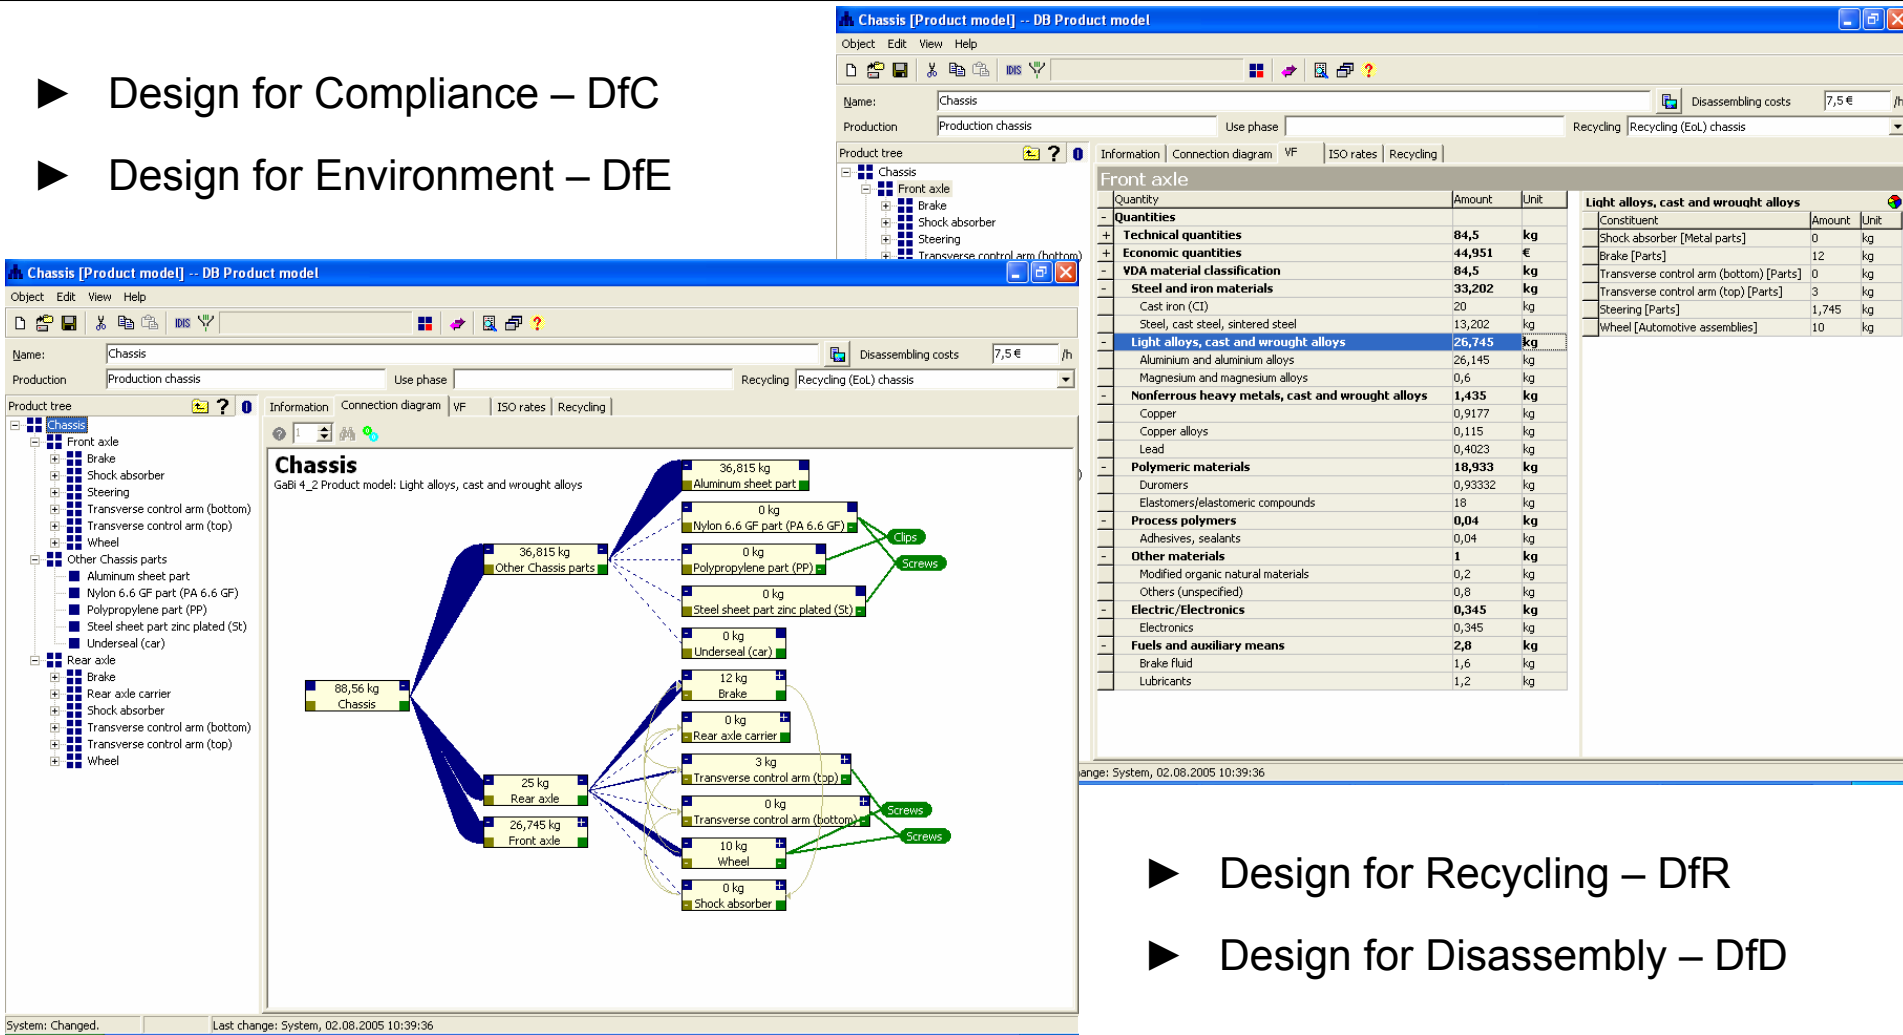 ► Design for Compliance – DfC
► Design for Environment – DfE
Chassis [Product model] -- DB Product model
Object Edit View Help
IDIS
Name: Chassis Disassembling costs 7,5 € /h
Production Production chassis Use phase Recycling Recycling (EoL) chassis
Product tree
Chassis
Front axle
Brake
Shock absorber
Steering
Transverse control arm (bottom)
Information Connection diagram VF ISO rates Recycling
Front axle
Quantity Amount Unit
- Quantities
+ Technical quantities 84,5 kg
+ Economic quantities 44,951 €
- VDA material classification 84,5 kg
- Steel and iron materials 33,202 kg
Cast iron (CI) 20 kg
Steel, cast steel, sintered steel 13,202 kg
- Light alloys, cast and wrought alloys 26,745 kg
Aluminium and aluminium alloys 26,145 kg
Magnesium and magnesium alloys 0,6 kg
- Nonferrous heavy metals, cast and wrought alloys 1,435 kg
Copper 0,9177 kg
Copper alloys 0,115 kg
Lead 0,4023 kg
- Polymeric materials 18,933 kg
Duromers 0,93332 kg
Elastomers/elastomeric compounds 18 kg
- Process polymers 0,04 kg
Adhesives, sealants 0,04 kg
- Other materials 1 kg
Modified organic natural materials 0,2 kg
Others (unspecified) 0,8 kg
- Electric/Electronics 0,345 kg
Electronics 0,345 kg
- Fuels and auxiliary means 2,8 kg
Brake fluid 1,6 kg
Lubricants 1,2 kg
Light alloys, cast and wrought alloys
Constituent Amount Unit
Shock absorber [Metal parts] 0 kg
Brake [Parts] 12 kg
Transverse control arm (bottom) [Parts] 0 kg
Transverse control arm (top) [Parts] 3 kg
Steering [Parts] 1,745 kg
Wheel [Automotive assemblies] 10 kg
ange: System, 02.08.2005 10:39:36
Chassis [Product model] -- DB Product model
Object Edit View Help
IDIS
Name: Chassis Disassembling costs 7,5 € /h
Production Production chassis Use phase Recycling Recycling (EoL) chassis
Product tree
Chassis
Front axle
Brake
Shock absorber
Steering
Transverse control arm (bottom)
Transverse control arm (top)
Wheel
Other Chassis parts
Aluminum sheet part
Nylon 6.6 GF part (PA 6.6 GF)
Polypropylene part (PP)
Steel sheet part zinc plated (St)
Underseal (car)
Rear axle
Brake
Rear axle carrier
Shock absorber
Transverse control arm (bottom)
Transverse control arm (top)
Wheel
Information Connection diagram VF ISO rates Recycling
1
Chassis
GaBi 4_2 Product model: Light alloys, cast and wrought alloys
88,56 kg
Chassis
36,815 kg
Other Chassis parts
25 kg
Rear axle
26,745 kg
Front axle
36,815 kg
Aluminum sheet part
0 kg
Nylon 6.6 GF part (PA 6.6 GF)
0 kg
Polypropylene part (PP)
0 kg
Steel sheet part zinc plated (St)
0 kg
Underseal (car)
12 kg
Brake
0 kg
Rear axle carrier
3 kg
Transverse control arm (top)
0 kg
Transverse control arm (bottom)
10 kg
Wheel
0 kg
Shock absorber
Clips
Screws
Screws
Screws
System: Changed. Last change: System, 02.08.2005 10:39:36
► Design for Recycling – DfR
► Design for Disassembly – DfD